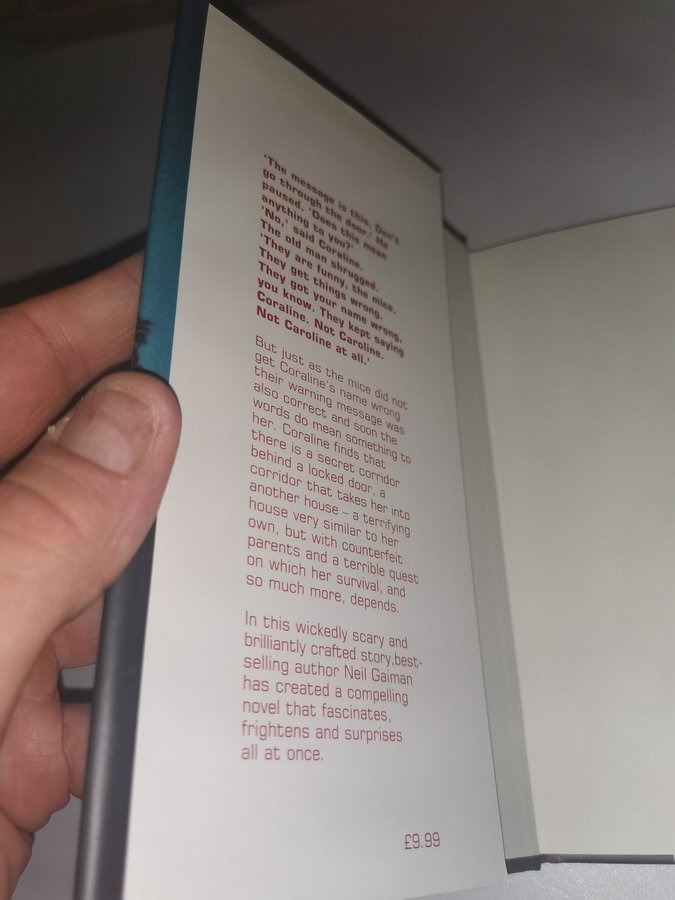 'The message is this. Don't
go through the door.' He
paused. 'Does this mean
anything to you?'
'No,' said Coraline.
The old man shrugged.
'They are funny, the mice.
They get things wrong.
They got your name wrong,
you know. They kept saying
Coraline. Not Caroline.
Not Caroline at all.'
But just as the mice did not
get Coraline's name wrong
their warning message was
also correct and soon the
words do mean something to
her. Coraline finds that
there is a secret corridor
behind a locked door, a
corridor that takes her into
another house – a terrifying
house very similar to her
own, but with counterfeit
parents and a terrible quest
on which her survival, and
so much more, depends.
In this wickedly scary and
brilliantly crafted story,best-
selling author Neil Gaiman
has created a compelling
novel that fascinates,
frightens and surprises
all at once.
£9.99